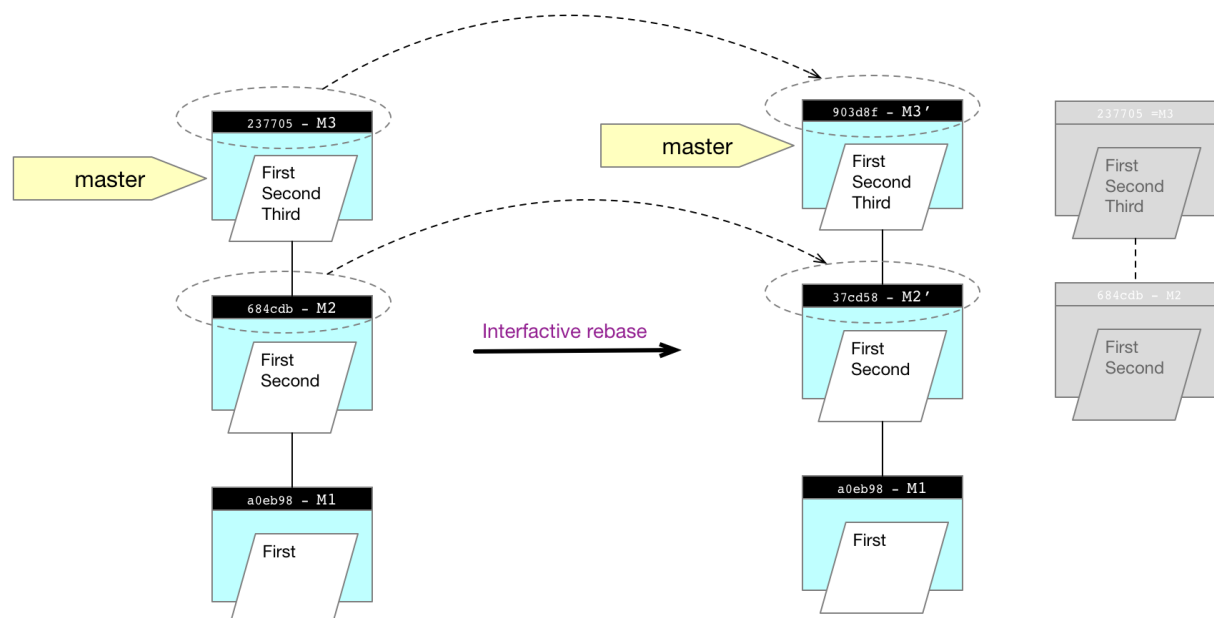 237705 - M3
First
Second
Third
master
684cdb - M2
First
Second
a0eb98 - M1
First
Interfactive rebase
903d8f - M3’
First
Second
Third
master
37cd58 - M2’
First
Second
a0eb98 - M1
First
237705 =M3
First
Second
Third
684cdb - M2
First
Second